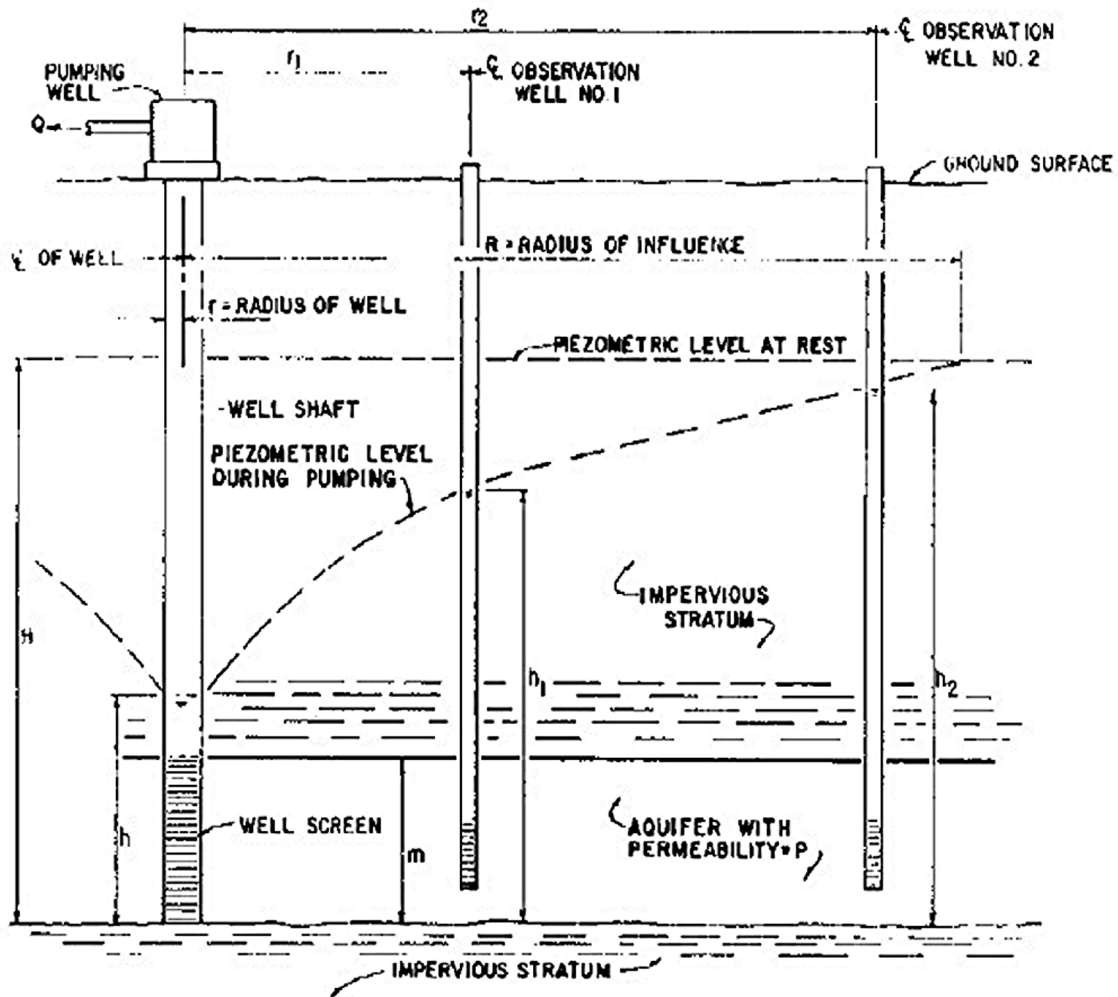 r2
℄ OBSERVATION
WELL NO. 2
r1
℄ OBSERVATION
WELL NO. 1
PUMPING
WELL
Q
GROUND SURFACE
R = RADIUS OF INFLUENCE
℄ OF WELL
r = RADIUS OF WELL
PIEZOMETRIC LEVEL AT REST
-WELL SHAFT
PIEZOMETRIC LEVEL
DURING PUMPING
IMPERVIOUS
STRATUM
H
h1
h2
WELL SCREEN
h
m
AQUIFER WITH
PERMEABILITY=P
IMPERVIOUS STRATUM